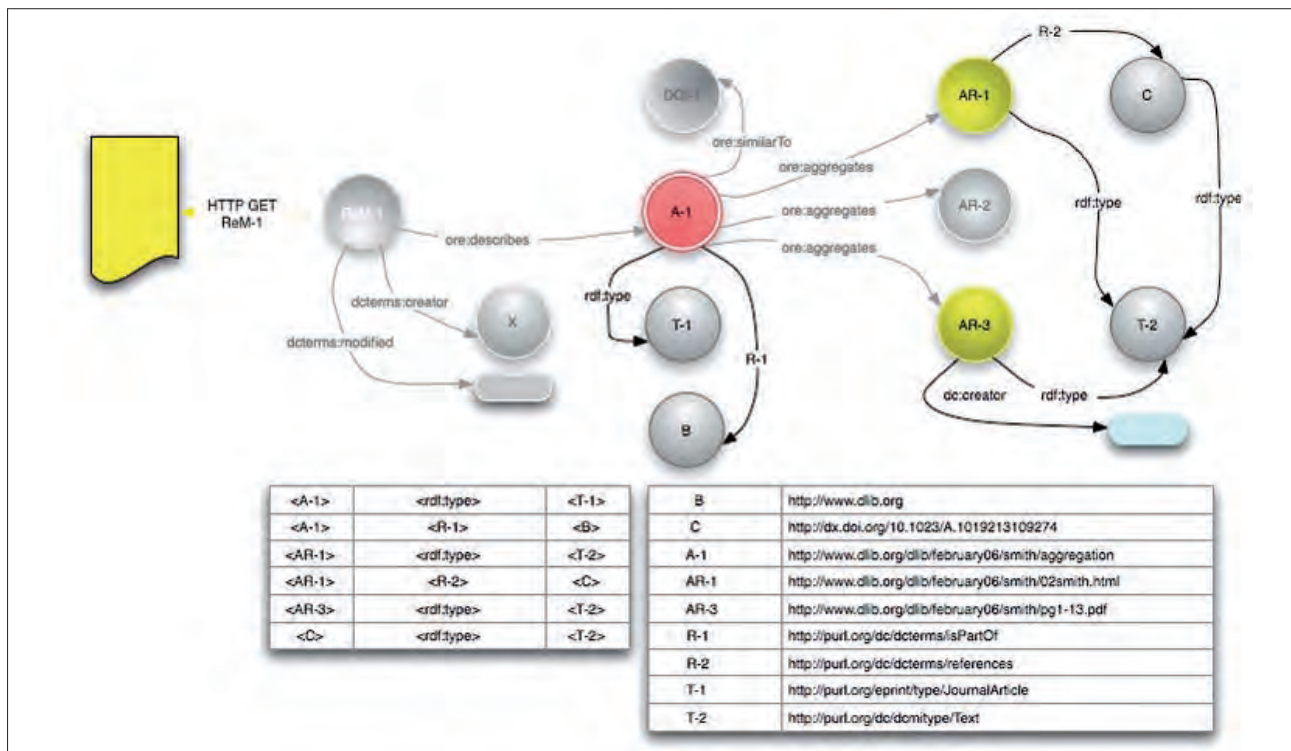 R-2
DOI-1
AR-1
C
ore:similarTo
ore:aggregates
HTTP GET
ReM-1
ReM-1
A-1
ore:aggregates
AR-2
rdf:type
rdf:type
ore:describes
ore:aggregates
rdf:type
dcterms:creator
X
T-1
AR-3
T-2
dcterms:modified
R-1
dc:creator
rdf:type
B
<A-1> <rdf:type> <T-1>
<A-1> <R-1> <B>
<AR-1> <rdf:type> <T-2>
<AR-1> <R-2> <C>
<AR-3> <rdf:type> <T-2>
<C> <rdf:type> <T-2>
B http://www.dlib.org
C http://dx.doi.org/10.1023/A.1019213109274
A-1 http://www.dlib.org/dlib/february06/smith/aggregation
AR-1 http://www.dlib.org/dlib/february06/smith/02smith.html
AR-3 http://www.dlib.org/dlib/february06/smith/pg1-13.pdf
R-1 http://purl.org/dc/dcterms/isPartOf
R-2 http://purl.org/dc/dcterms/references
T-1 http://purl.org/eprint/type/JournalArticle
T-2 http://purl.org/dc/dcmitype/Text